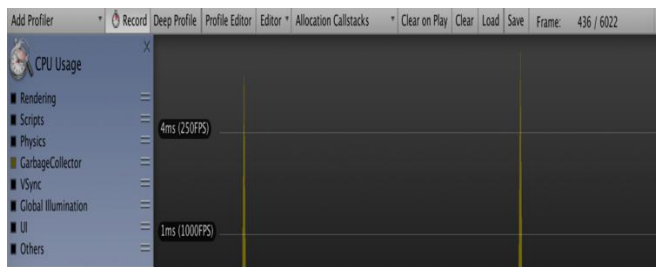 Add Profiler Record Deep Profile Profile Editor Editor Allocation Callstacks Clear on Play Clear Load Save Frame: 436 / 6022
CPU Usage
Rendering
Scripts
Physics
GarbageCollector
VSync
Global Illumination
UI
Others
4ms (250FPS)
1ms (1000FPS)